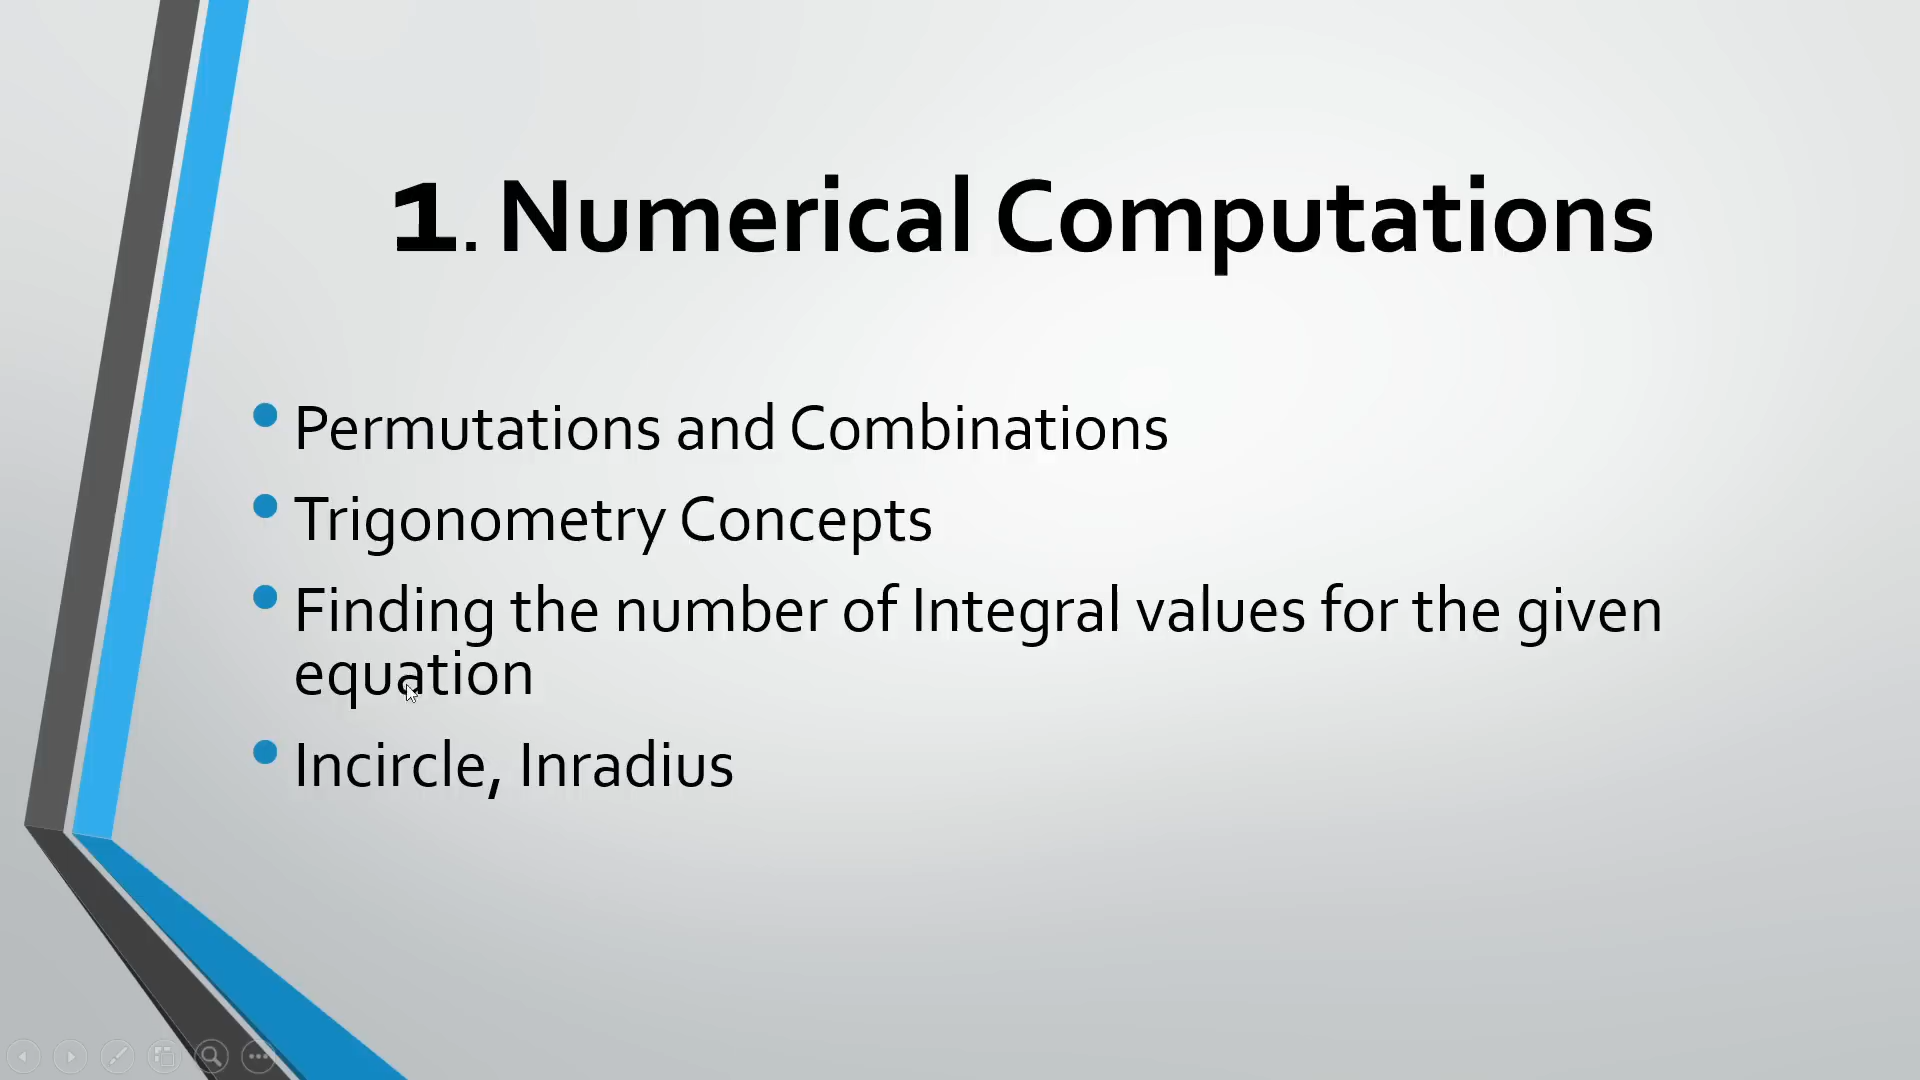 1. Numerical Computations
• Permutations and Combinations
• Trigonometry Concepts
• Finding the number of Integral values for the given
equation
• Incircle, Inradius